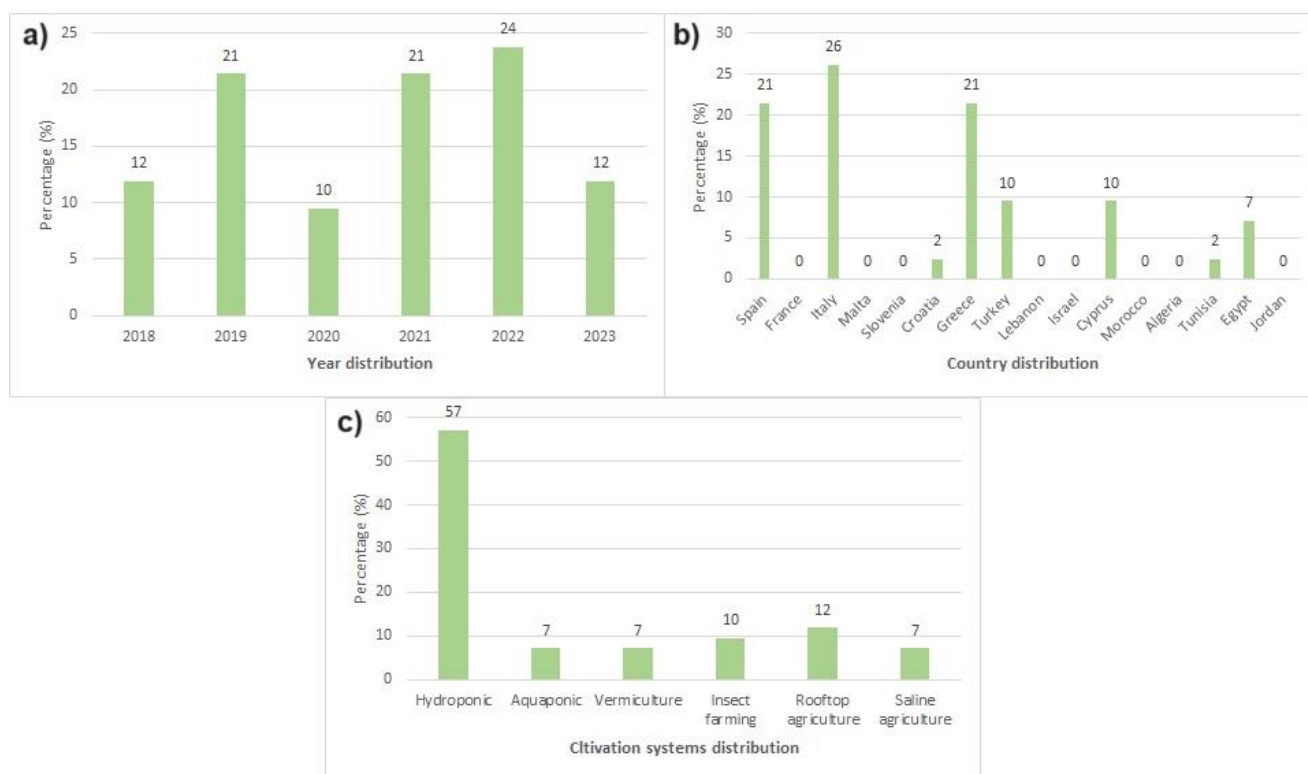 a)
Percentage (%)
25
20
15
10
5
0
12
21
10
21
24
12
2018 2019 2020 2021 2022 2023
Year distribution
b)
Percentage (%)
30
25
20
15
10
5
0
21
0
26
0
0
2
21
10
0
0
10
0
0
2
7
0
Spain
France
Italy
Malta
Slovenia
Croatia
Greece
Turkey
Lebanon
Israel
Cyprus
Morocco
Algeria
Tunisia
Egypt
Jordan
Country distribution
c)
Percentage (%)
60
50
40
30
20
10
0
57
7
7
10
12
7
Hydroponic
Aquaponic
Vermiculture
Insect
farming
Rooftop
agriculture
Saline
agriculture
Cltivation systems distribution